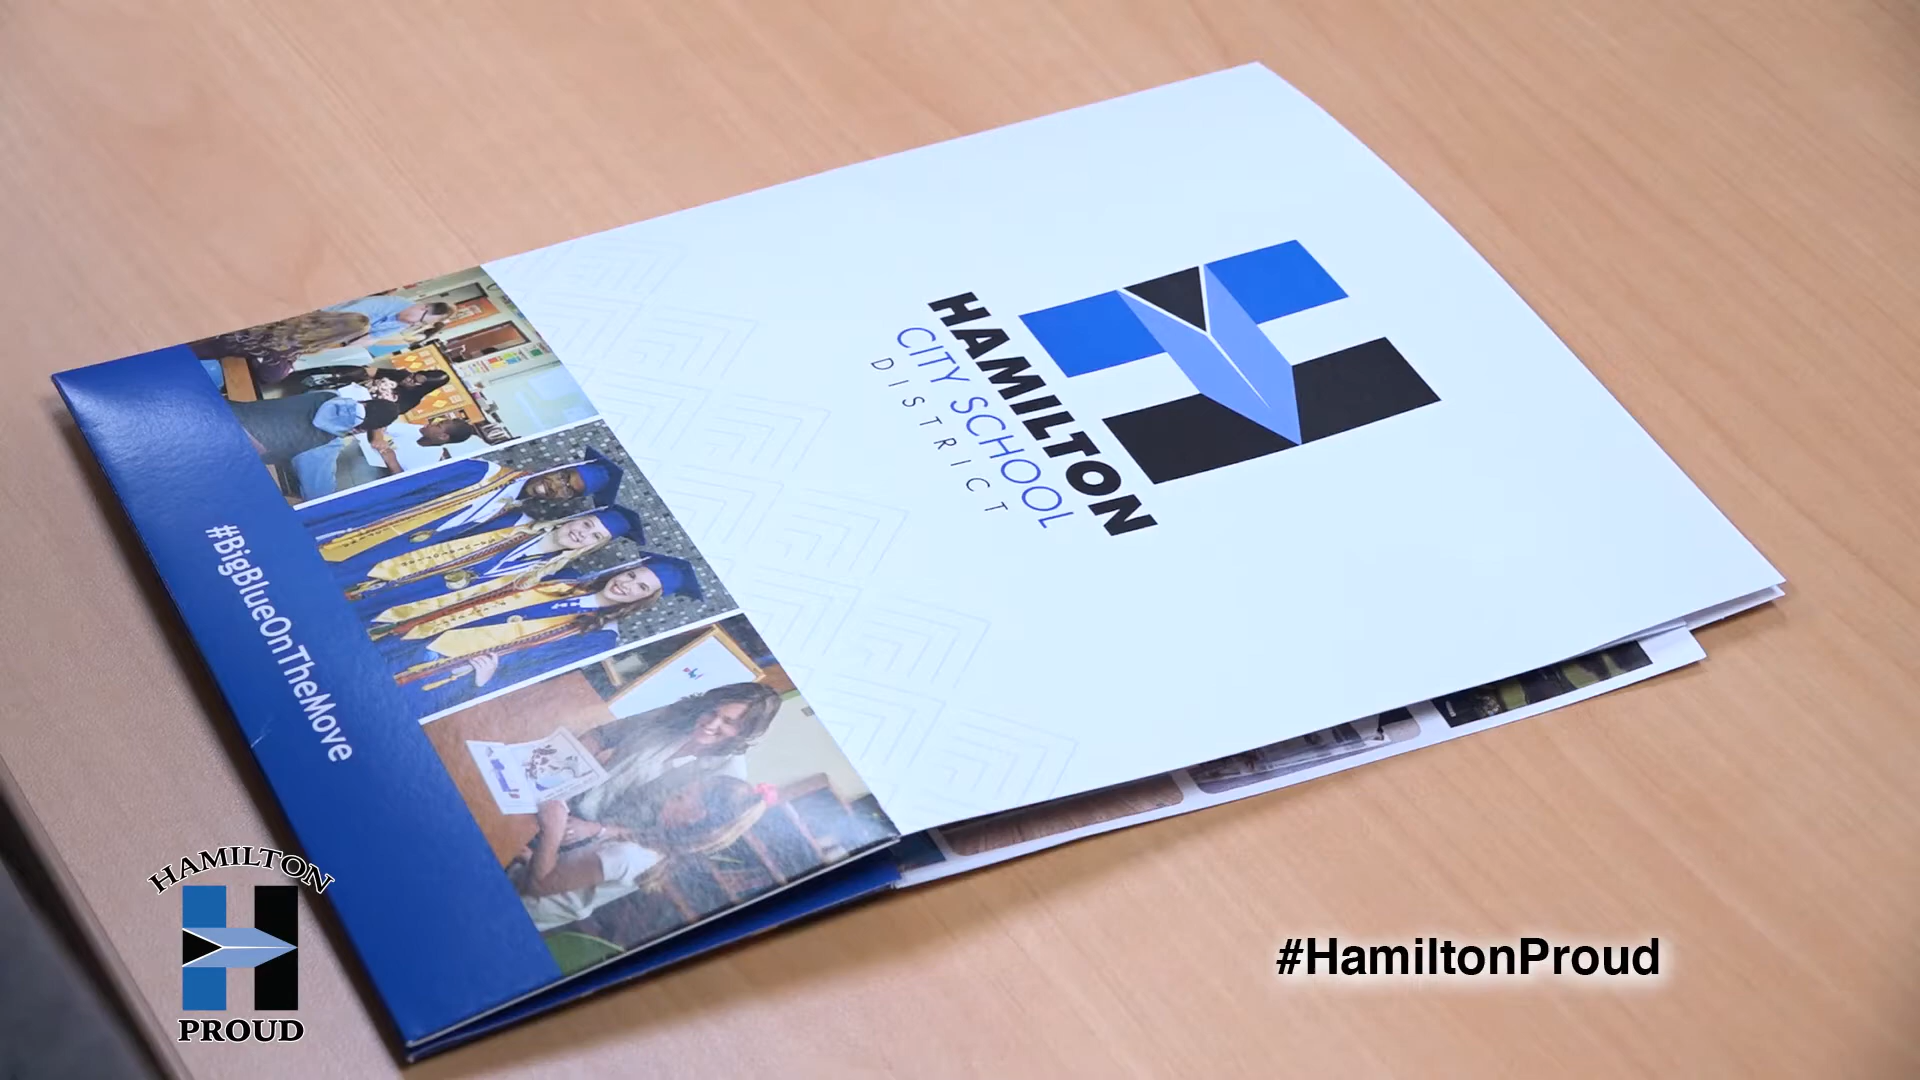 HAMILTON
CITY SCHOOL
DISTRICT
#BigBlueOnTheMove
HAMILTON
PROUD
#HamiltonProud